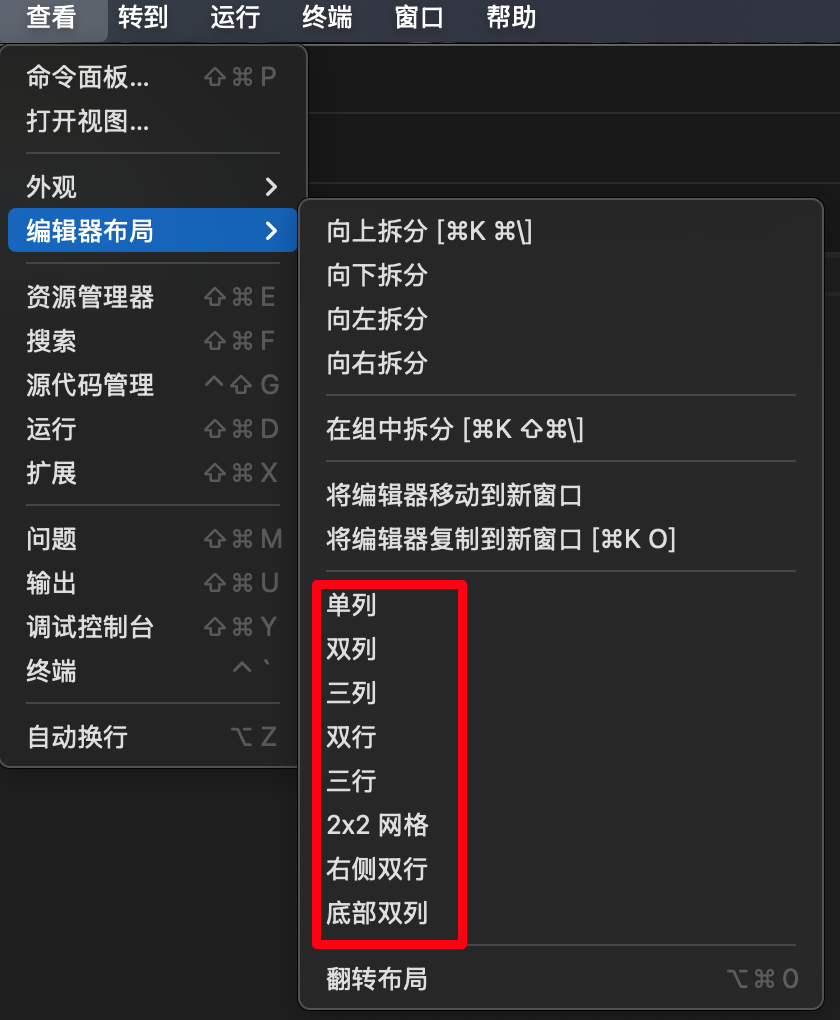 查看 转到 运行 终端 窗口 帮助
命令面板... ⇧⌘P
打开视图...
外观
编辑器布局
资源管理器 ⇧⌘E
搜索 ⇧⌘F
源代码管理 ^⇧G
运行 ⇧⌘D
扩展 ⇧⌘X
问题 ⇧⌘M
输出 ⇧⌘U
调试控制台 ⇧⌘Y
终端 ^`
自动换行 ⌥Z
向上拆分 [⌘K ⌘\]
向下拆分
向左拆分
向右拆分
在组中拆分 [⌘K ⇧⌘\]
将编辑器移动到新窗口
将编辑器复制到新窗口 [⌘K O]
单列
双列
三列
双行
三行
2x2 网格
右侧双行
底部双列
翻转布局 ⌥⌘0